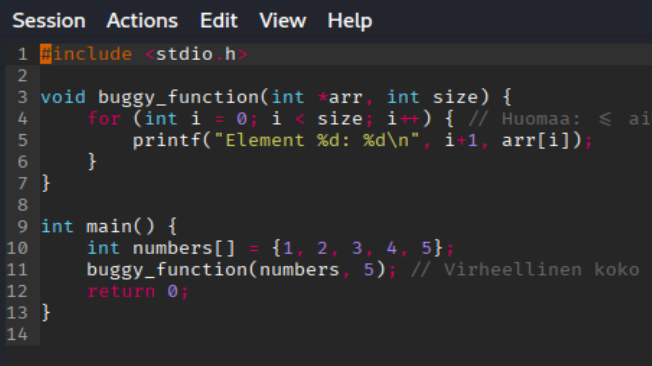 Session Actions Edit View Help
1 #include <stdio.h>
2
3 void buggy_function(int *arr, int size) {
4     for (int i = 0; i < size; i++) { // Huomaa: <= ai
5         printf("Element %d: %d\n", i+1, arr[i]);
6     }
7 }
8
9 int main() {
10     int numbers[] = {1, 2, 3, 4, 5};
11     buggy_function(numbers, 5); // Virheellinen koko
12     return 0;
13 }
14